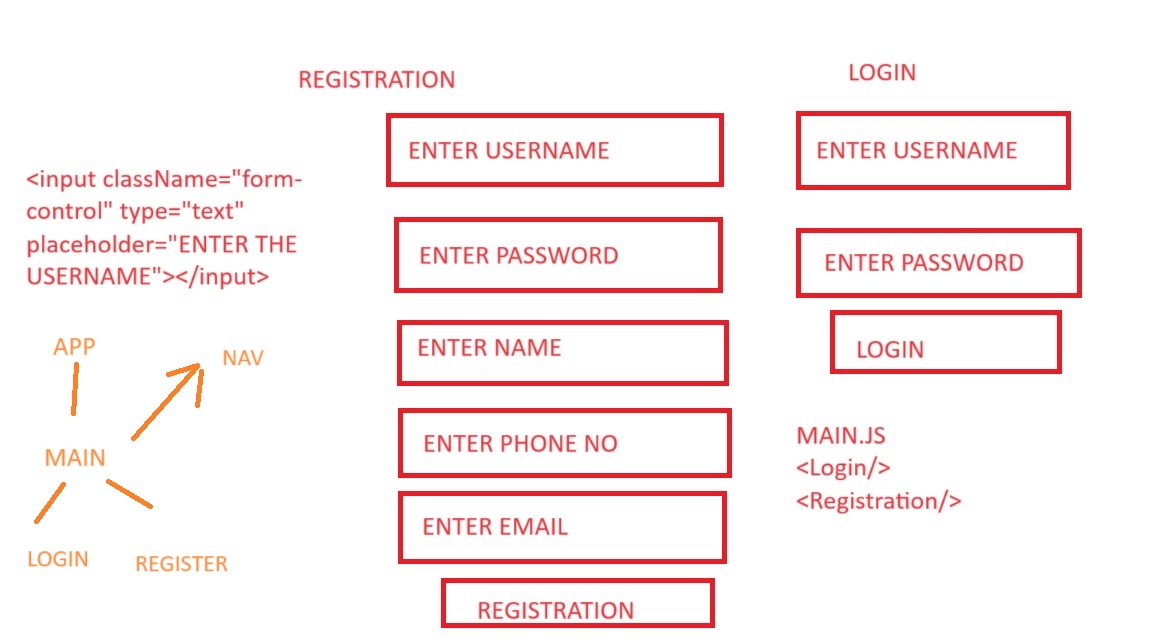 REGISTRATION
LOGIN
ENTER USERNAME
ENTER USERNAME
<input className="form-
control" type="text"
placeholder="ENTER THE
USERNAME"></input>
ENTER PASSWORD
ENTER PASSWORD
APP
NAV
ENTER NAME
LOGIN
ENTER PHONE NO
MAIN
MAIN.JS
<Login/>
<Registration/>
ENTER EMAIL
LOGIN
REGISTER
REGISTRATION